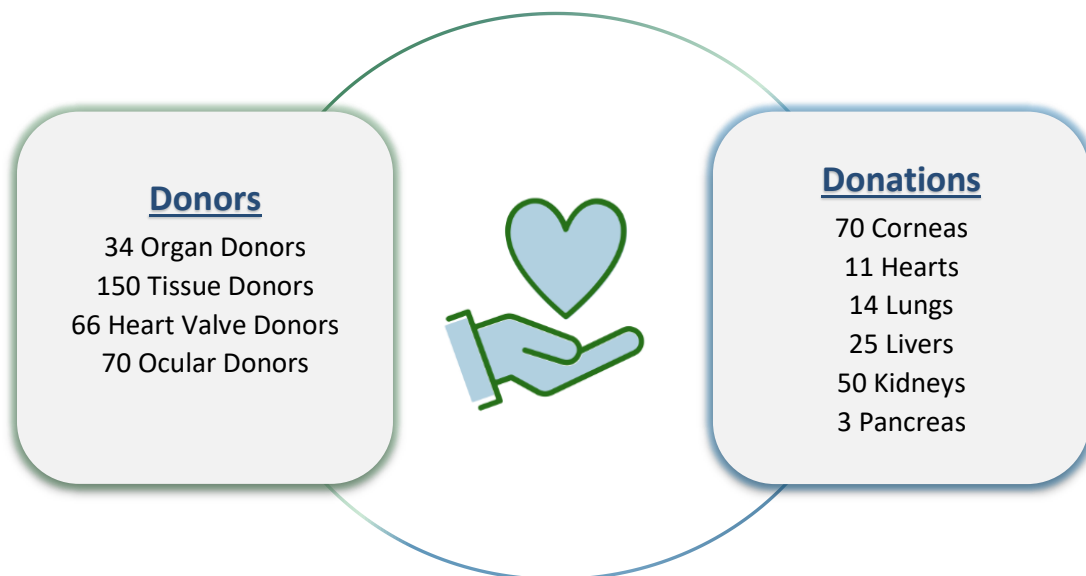 Donors
34 Organ Donors
150 Tissue Donors
66 Heart Valve Donors
70 Ocular Donors
Donations
70 Corneas
11 Hearts
14 Lungs
25 Livers
50 Kidneys
3 Pancreas